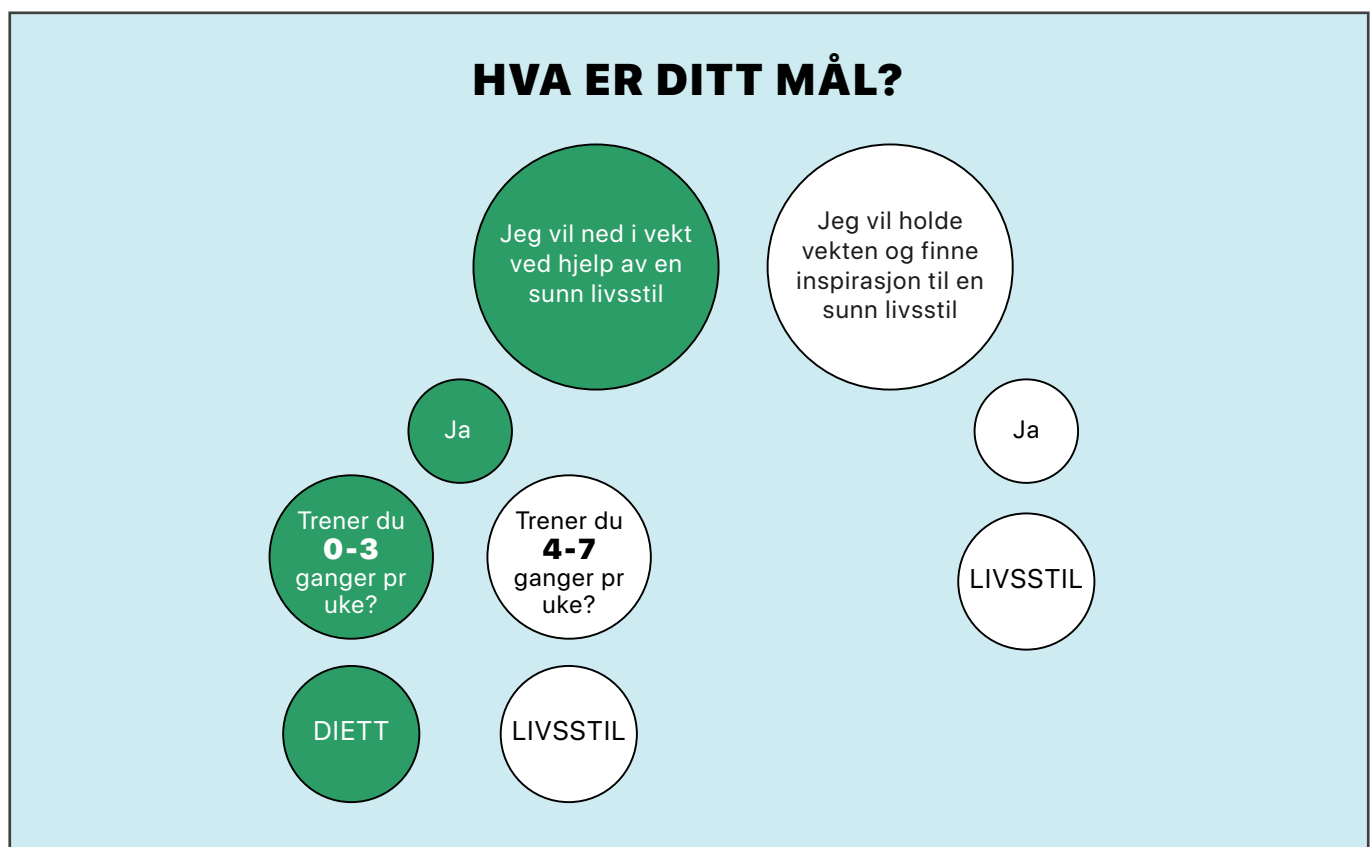 HVA ER DITT MÅL?
Jeg vil ned i vekt
ved hjelp av en
sunn livsstil
Jeg vil holde
vekten og finne
inspirasjon til en
sunn livsstil
Ja
Ja
Trener du
0-3
ganger pr
uke?
Trener du
4-7
ganger pr
uke?
LIVSSTIL
DIETT
LIVSSTIL